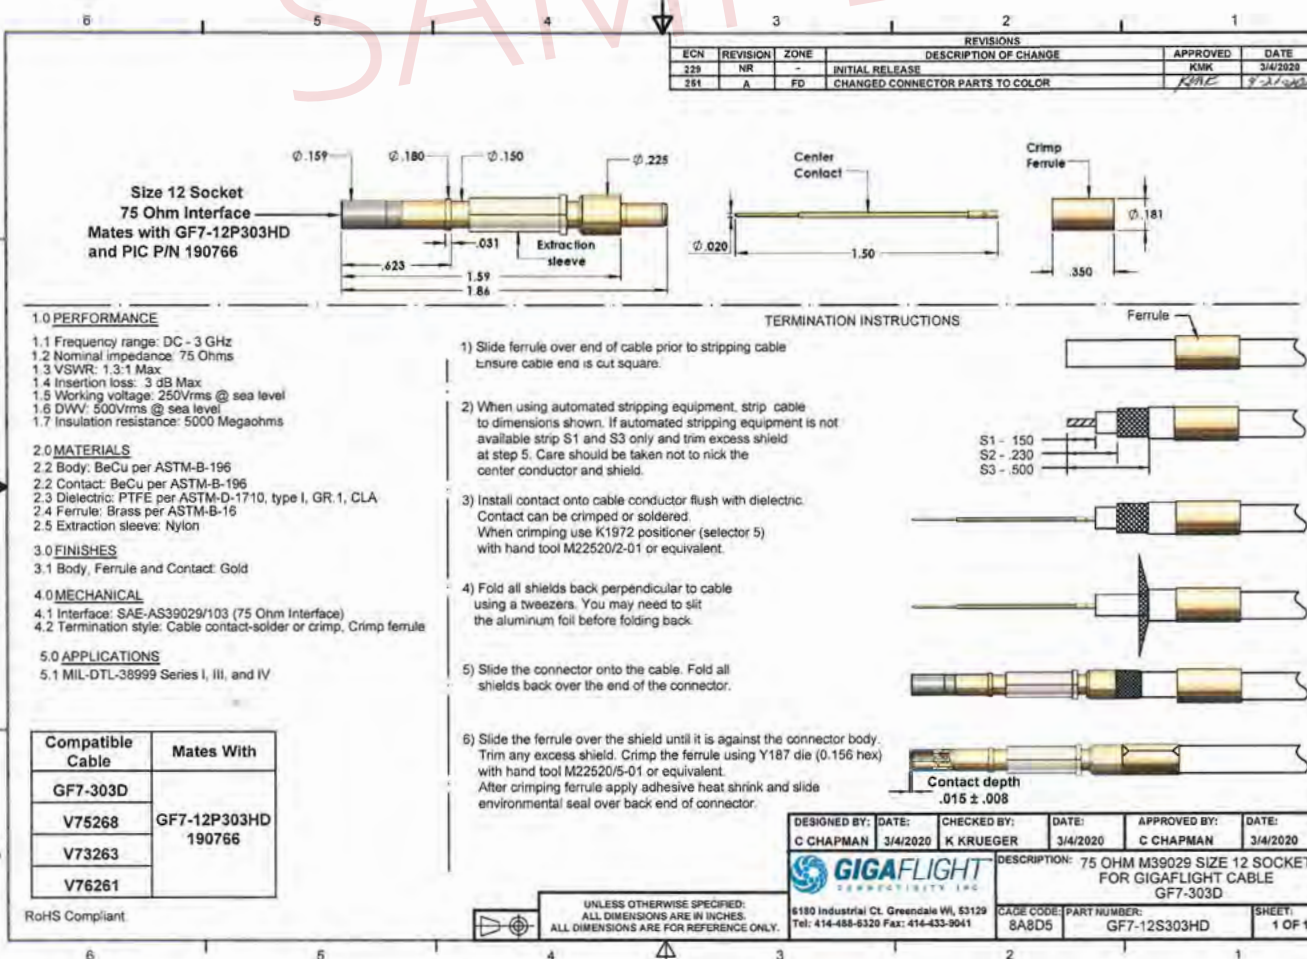 SAMPLE
6 5 4 3 2 1
REVISIONS
ECN REVISION ZONE DESCRIPTION OF CHANGE APPROVED DATE
229 NR - INITIAL RELEASE KMK 3/4/2020
251 A FD CHANGED CONNECTOR PARTS TO COLOR KMK
Ø.159 Ø.180 Ø.150 Ø.225
Size 12 Socket
75 Ohm Interface
Mates with GF7-12P303HD
and PIC P/N 190766
.031
.623
1.59
1.86
Extraction
sleeve
Center
Contact
Ø.020
1.50
Crimp
Ferrule
Ø.181
.350
1.0 PERFORMANCE
1.1 Frequency range: DC - 3 GHz
1.2 Nominal impedance: 75 Ohms
1.3 VSWR: 1.3:1 Max
1.4 Insertion loss: .3 dB Max
1.5 Working voltage: 250Vrms @ sea level
1.6 DWV: 500Vrms @ sea level
1.7 Insulation resistance: 5000 Megaohms
2.0 MATERIALS
2.2 Body: BeCu per ASTM-B-196
2.2 Contact: BeCu per ASTM-B-196
2.3 Dielectric: PTFE per ASTM-D-1710, type I, GR.1, CLA
2.4 Ferrule: Brass per ASTM-B-16
2.5 Extraction sleeve: Nylon
3.0 FINISHES
3.1 Body, Ferrule and Contact: Gold
4.0 MECHANICAL
4.1 Interface: SAE-AS39029/103 (75 Ohm Interface)
4.2 Termination style: Cable contact-solder or crimp, Crimp ferrule
5.0 APPLICATIONS
5.1 MIL-DTL-38999 Series I, III, and IV
Compatible
Cable
Mates With
GF7-303D
V75268
V73263
V76261
GF7-12P303HD
190766
RoHS Compliant
TERMINATION INSTRUCTIONS
1) Slide ferrule over end of cable prior to stripping cable
Ensure cable end is cut square.
2) When using automated stripping equipment, strip cable
to dimensions shown. If automated stripping equipment is not
available strip S1 and S3 only and trim excess shield
at step 5. Care should be taken not to nick the
center conductor and shield.
3) Install contact onto cable conductor flush with dielectric.
Contact can be crimped or soldered.
When crimping use K1972 positioner (selector 5)
with hand tool M22520/2-01 or equivalent.
4) Fold all shields back perpendicular to cable
using a tweezers. You may need to slit
the aluminum foil before folding back.
5) Slide the connector onto the cable. Fold all
shields back over the end of the connector.
6) Slide the ferrule over the shield until it is against the connector body.
Trim any excess shield. Crimp the ferrule using Y187 die (0.156 hex)
with hand tool M22520/5-01 or equivalent.
After crimping ferrule apply adhesive heat shrink and slide
environmental seal over back end of connector.
Ferrule
S1 - .150
S2 - .230
S3 - .500
Contact depth
.015 ± .008
DESIGNED BY: DATE: CHECKED BY: DATE: APPROVED BY: DATE:
C CHAPMAN 3/4/2020 K KRUEGER 3/4/2020 C CHAPMAN 3/4/2020
GIGAFLIGHT
CONNECTIVITY INC
6180 Industrial Ct. Greendale WI, 53129
Tel: 414-488-6320 Fax: 414-433-9041
DESCRIPTION: 75 OHM M39029 SIZE 12 SOCKET
FOR GIGAFLIGHT CABLE
GF7-303D
CAGE CODE: PART NUMBER: SHEET:
8A8D5 GF7-12S303HD 1 OF 1
UNLESS OTHERWISE SPECIFIED:
ALL DIMENSIONS ARE IN INCHES.
ALL DIMENSIONS ARE FOR REFERENCE ONLY.
6 5 4 3 2 1